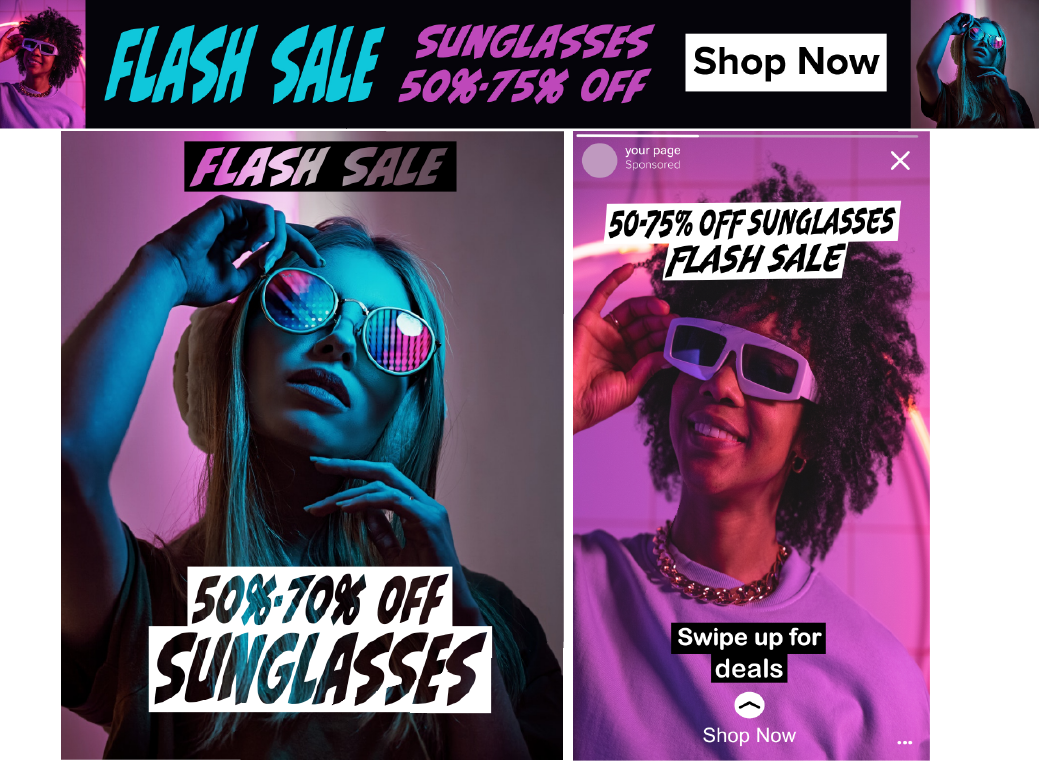 FLASH SALE
SUNGLASSES
50%-75% OFF
Shop Now
FLASH SALE
50%-70% OFF
SUNGLASSES
your page
Sponsored
50-75% OFF SUNGLASSES
FLASH SALE
Swipe up for
deals
Shop Now